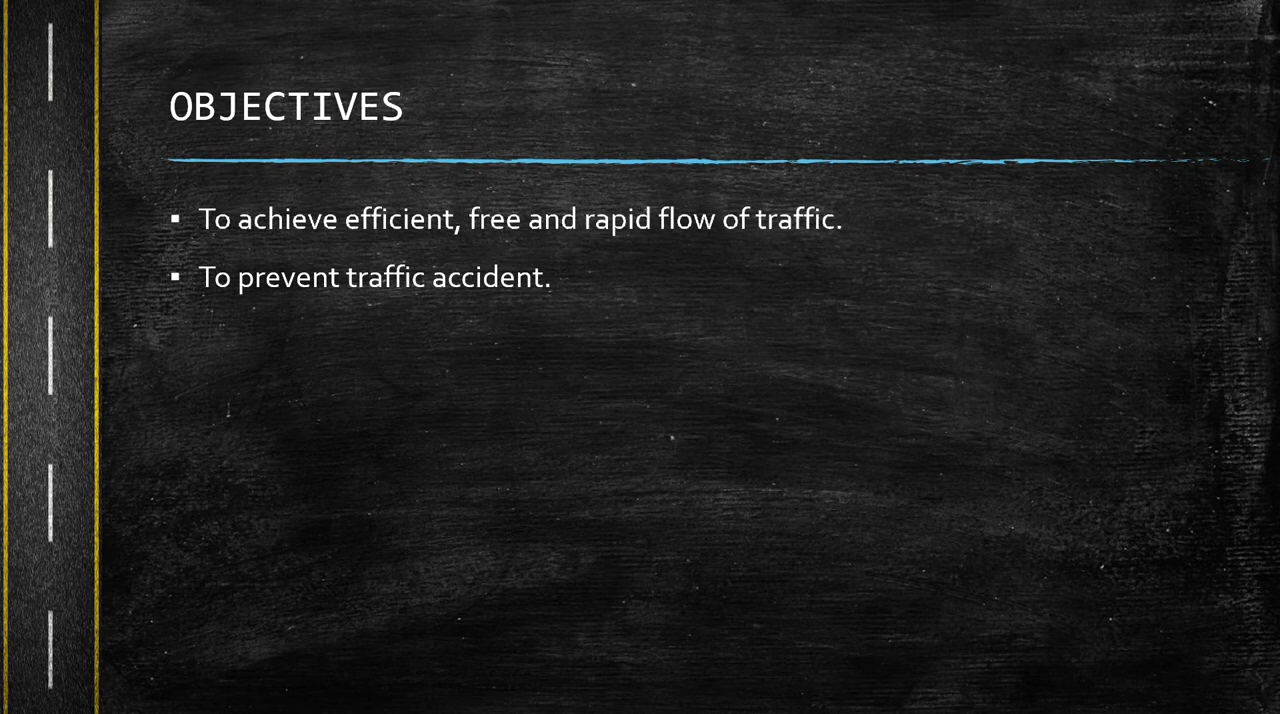 OBJECTIVES
▪ To achieve efficient, free and rapid flow of traffic.
▪ To prevent traffic accident.